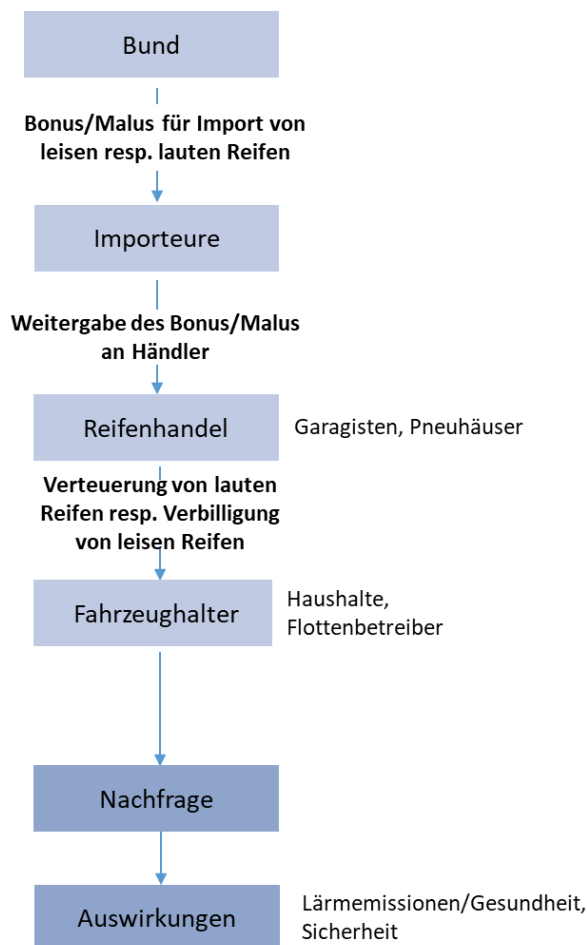 Bund
Bonus/Malus für Import von
leisen resp. lauten Reifen
Importeure
Weitergabe des Bonus/Malus
an Händler
Reifenhandel
Garagisten, Pneuhäuser
Verteuerung von lauten
Reifen resp. Verbilligung
von leisen Reifen
Fahrzeughalter
Haushalte,
Flottenbetreiber
Nachfrage
Auswirkungen
Lärmemissionen/Gesundheit,
Sicherheit